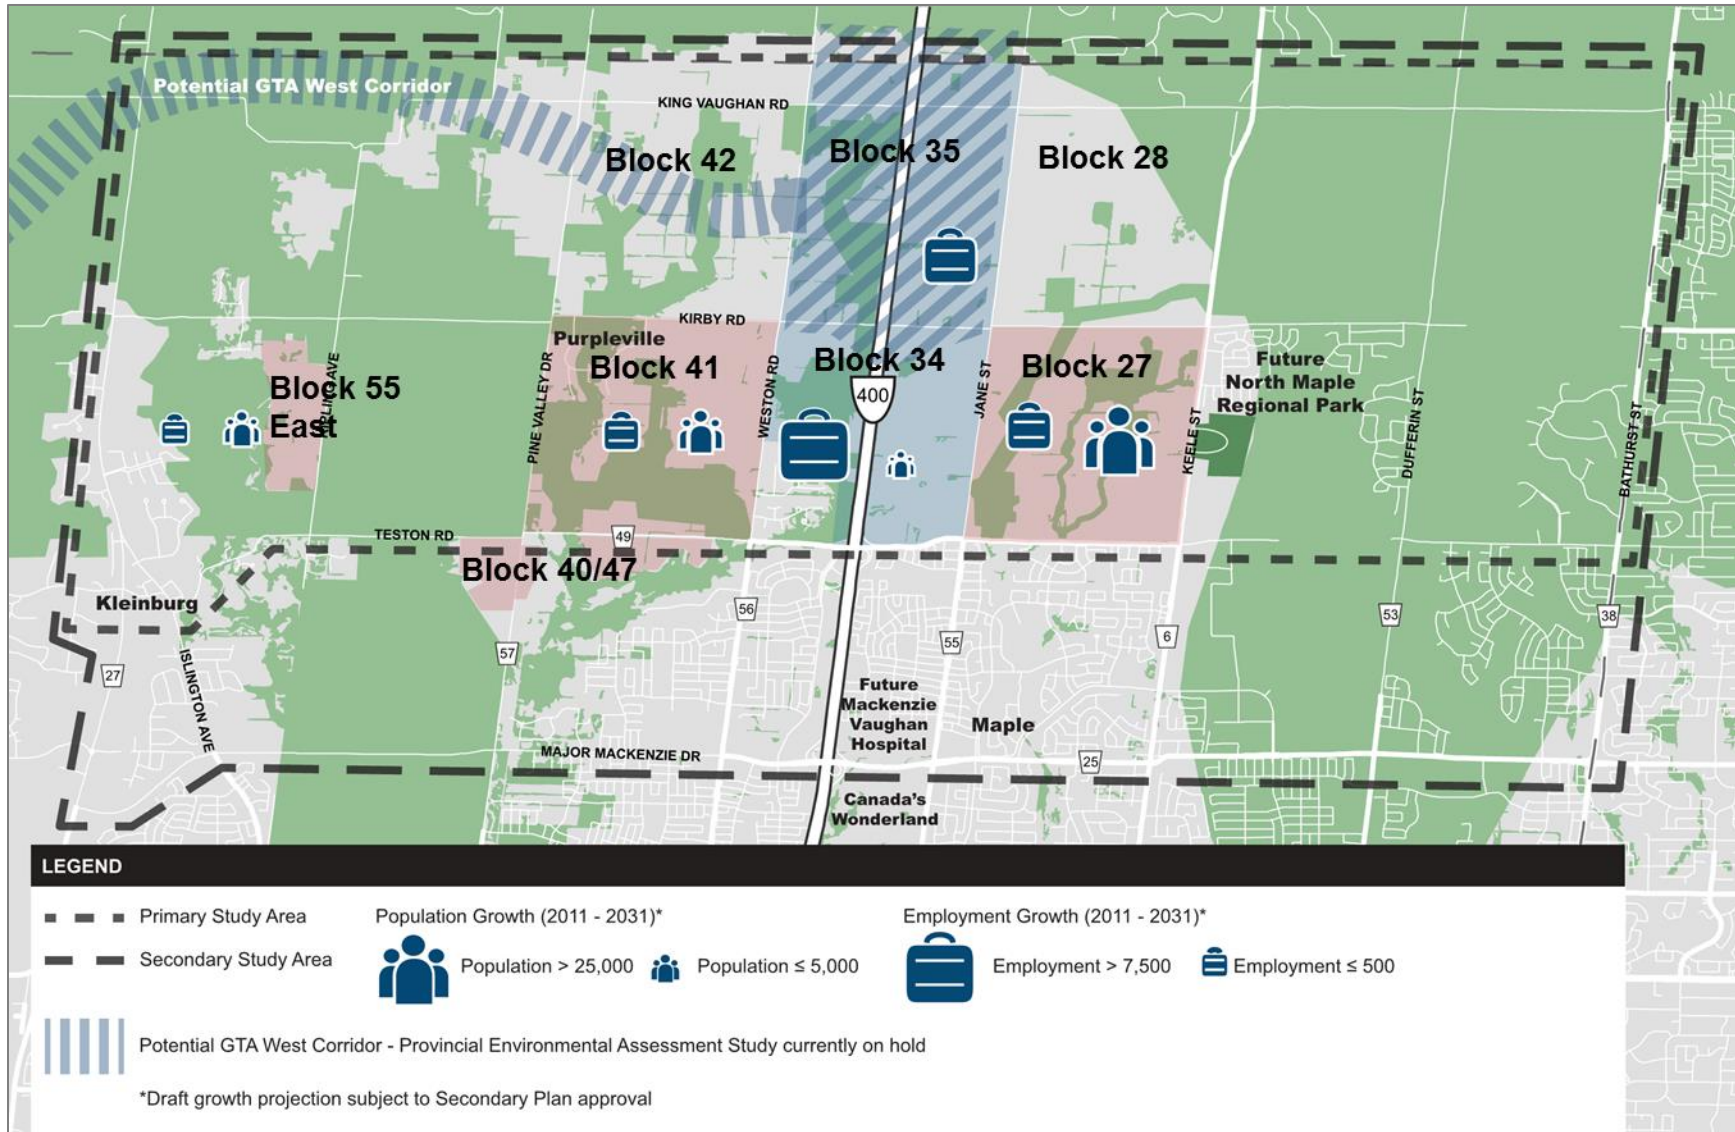 Potential GTA West Corridor
KING VAUGHAN RD
Block 42
Block 35
Block 28
KIRBY RD
Purpleville
Block 41
Block 34
Block 27
Future
North Maple
Regional Park
Block 55
East
PINE VALLEY DR
WESTON RD
400
JANE ST
KEELE ST
DUFFERIN ST
BATHURST ST
TESTON RD
49
Block 40/47
Kleinburg
ISLINGTON AVE
27
57
56
55
6
53
38
Future
Mackenzie
Vaughan
Hospital
Maple
MAJOR MACKENZIE DR
25
Canada's
Wonderland
LEGEND
Primary Study Area
Secondary Study Area
Population Growth (2011 - 2031)*
Population > 25,000
Population ≤ 5,000
Employment Growth (2011 - 2031)*
Employment > 7,500
Employment ≤ 500
Potential GTA West Corridor - Provincial Environmental Assessment Study currently on hold
*Draft growth projection subject to Secondary Plan approval